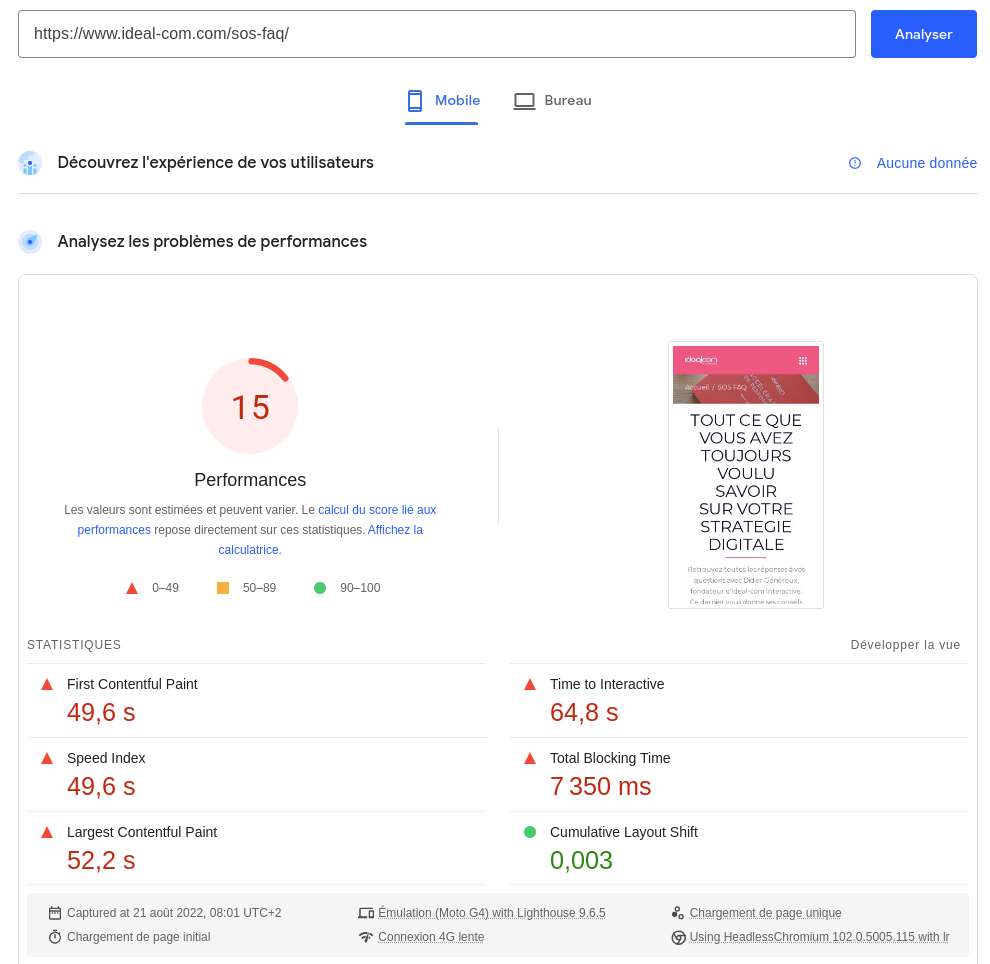 https://www.ideal-com.com/sos-faq/
Analyser
Mobile
Bureau
Découvrez l'expérience de vos utilisateurs
Aucune donnée
Analysez les problèmes de performances
15
Performances
Les valeurs sont estimées et peuvent varier. Le calcul du score lié aux
performances repose directement sur ces statistiques. Affichez la
calculatrice.
0–49
50–89
90–100
Accueil / SOS FAQ
TOUT CE QUE
VOUS AVEZ
TOUJOURS
VOULU
SAVOIR
SUR VOTRE
STRATEGIE
DIGITALE
Retrouvez toutes les réponses à vos
questions avec Didier Généreux,
fondateur d'Ideal-com Interactive.
Ce dernier vous donne ses conseils
STATISTIQUES
Développer la vue
First Contentful Paint
49,6 s
Time to Interactive
64,8 s
Speed Index
49,6 s
Total Blocking Time
7 350 ms
Largest Contentful Paint
52,2 s
Cumulative Layout Shift
0,003
Captured at 21 août 2022, 08:01 UTC+2
Émulation (Moto G4) with Lighthouse 9.6.5
Chargement de page unique
Chargement de page initial
Connexion 4G lente
Using HeadlessChromium 102.0.5005.115 with lr